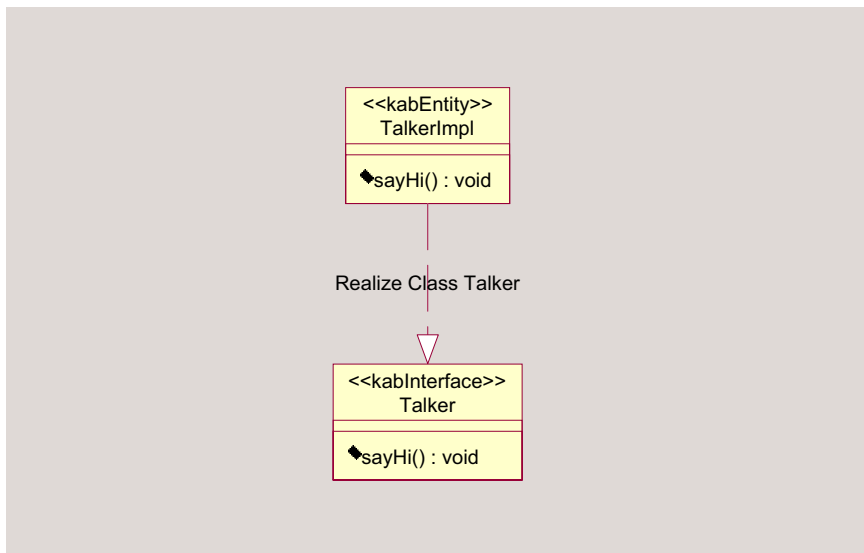 <<kabEntity>>
TalkerImpl
sayHi() : void
Realize Class Talker
<<kabInterface>>
Talker
sayHi() : void